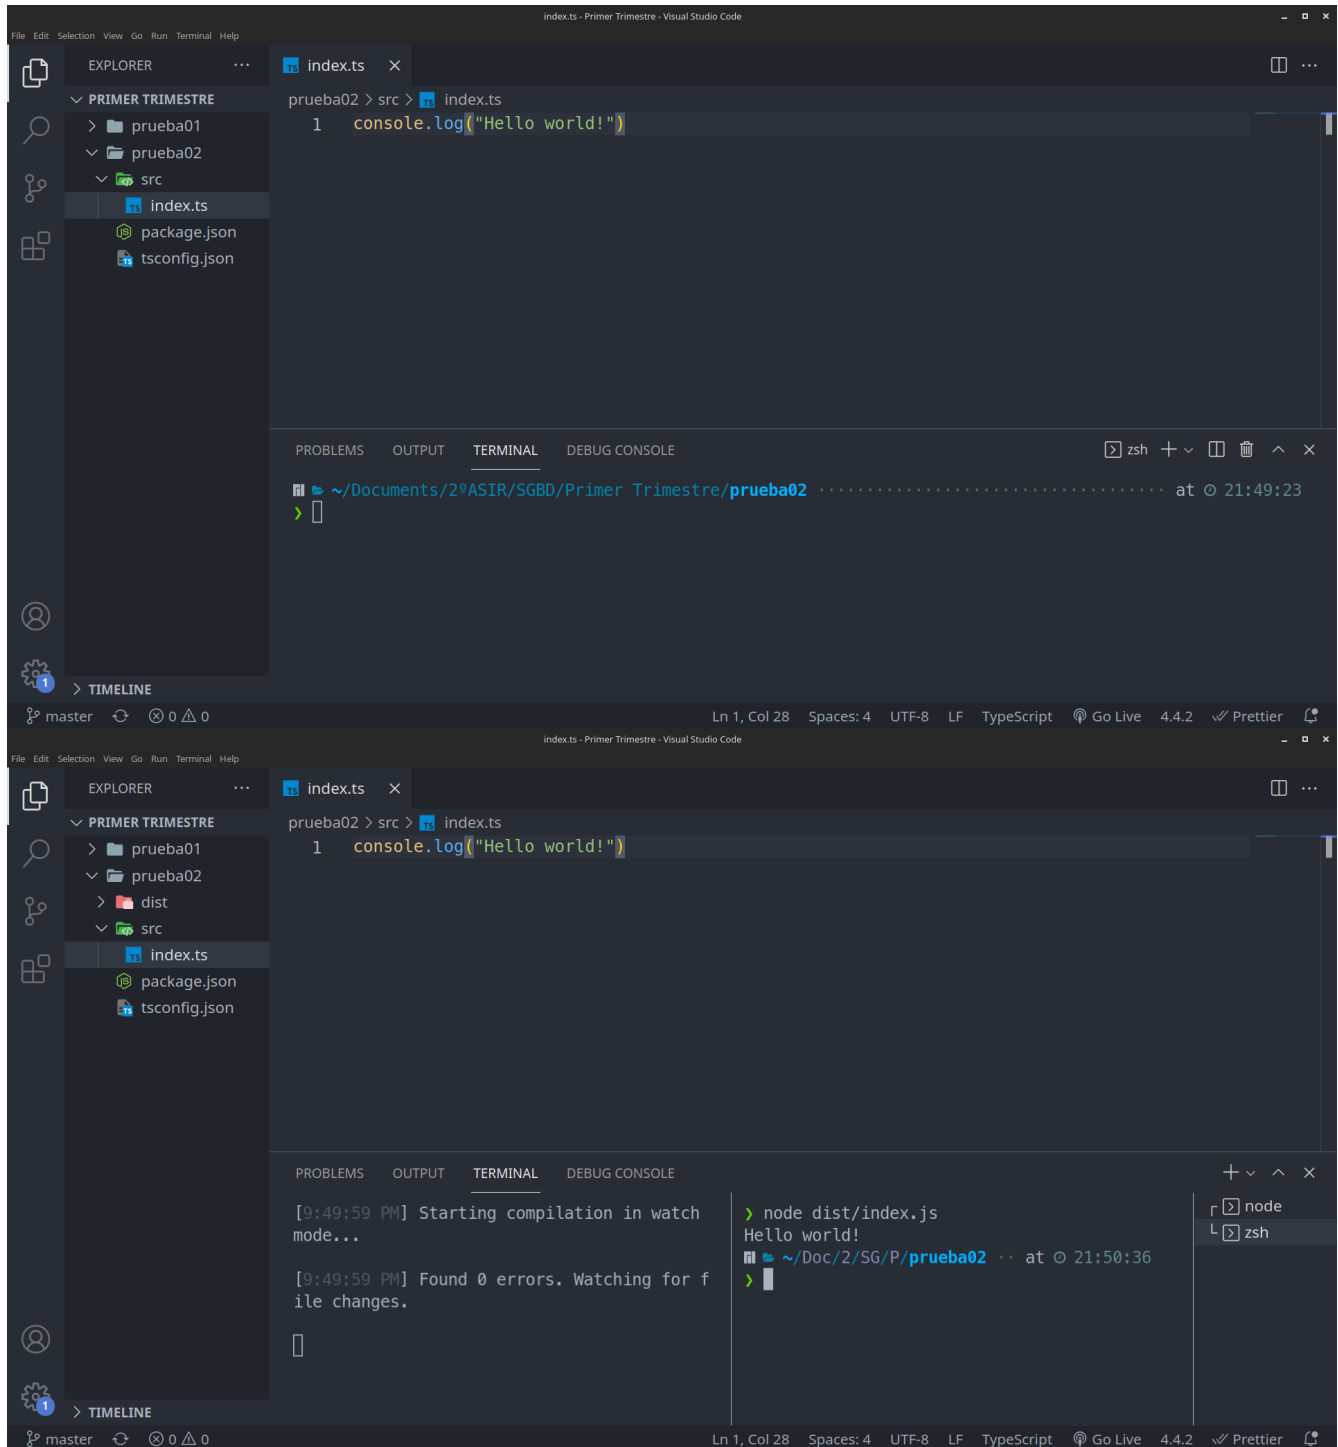 index.ts - Primer Trimestre - Visual Studio Code
File Edit Selection View Go Run Terminal Help
EXPLORER
index.ts
PRIMER TRIMESTRE
prueba02 > src > TS index.ts
prueba01
1 console.log("Hello world!")
prueba02
src
TS index.ts
package.json
tsconfig.json
PROBLEMS OUTPUT TERMINAL DEBUG CONSOLE
zsh
~/Documents/2ºASIR/SGBD/Primer Trimestre/prueba02 at 21:49:23
❯
1
TIMELINE
master 0 0
Ln 1, Col 28 Spaces: 4 UTF-8 LF TypeScript Go Live 4.4.2 Prettier
index.ts - Primer Trimestre - Visual Studio Code
File Edit Selection View Go Run Terminal Help
EXPLORER
TS index.ts
PRIMER TRIMESTRE
prueba02 > src > TS index.ts
prueba01
1 console.log("Hello world!")
prueba02
dist
src
TS index.ts
package.json
tsconfig.json
PROBLEMS OUTPUT TERMINAL DEBUG CONSOLE
[9:49:59 PM] Starting compilation in watch
mode...
[9:49:59 PM] Found 0 errors. Watching for f
ile changes.
❯ node dist/index.js
Hello world!
~/Doc/2/SG/P/prueba02 ·· at 21:50:36
❯
node
zsh
1
TIMELINE
master 0 0
Ln 1, Col 28 Spaces: 4 UTF-8 LF TypeScript Go Live 4.4.2 Prettier